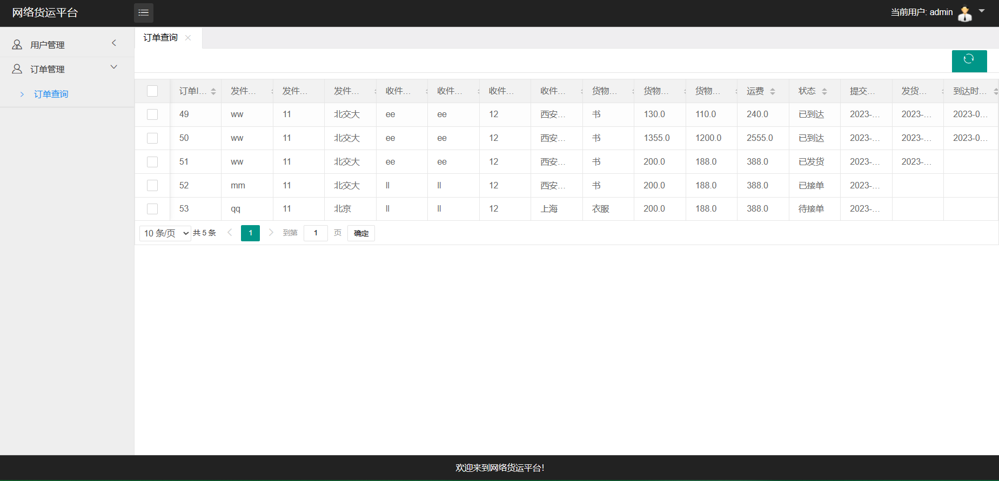 网络货运平台
当前用户: admin
用户管理
订单管理
订单查询
订单查询
订单I... 发件... 发件... 发件... 收件... 收件... 收件... 收件... 货物... 货物... 货物... 运费 状态 提交... 发货... 到达时...
49 ww 11 北交大 ee ee 12 西安... 书 130.0 110.0 240.0 已到达 2023-... 2023-... 2023-0...
50 ww 11 北交大 ee ee 12 西安... 书 1355.0 1200.0 2555.0 已到达 2023-... 2023-... 2023-0...
51 ww 11 北交大 ee ee 12 西安... 书 200.0 188.0 388.0 已发货 2023-... 2023-...
52 mm 11 北交大 ll ll 12 西安... 书 200.0 188.0 388.0 已接单 2023-...
53 qq 11 北京 ll ll 12 上海 衣服 200.0 188.0 388.0 待接单 2023-...
10 条/页 共 5 条 1 到第 1 页 确定
欢迎来到网络货运平台!